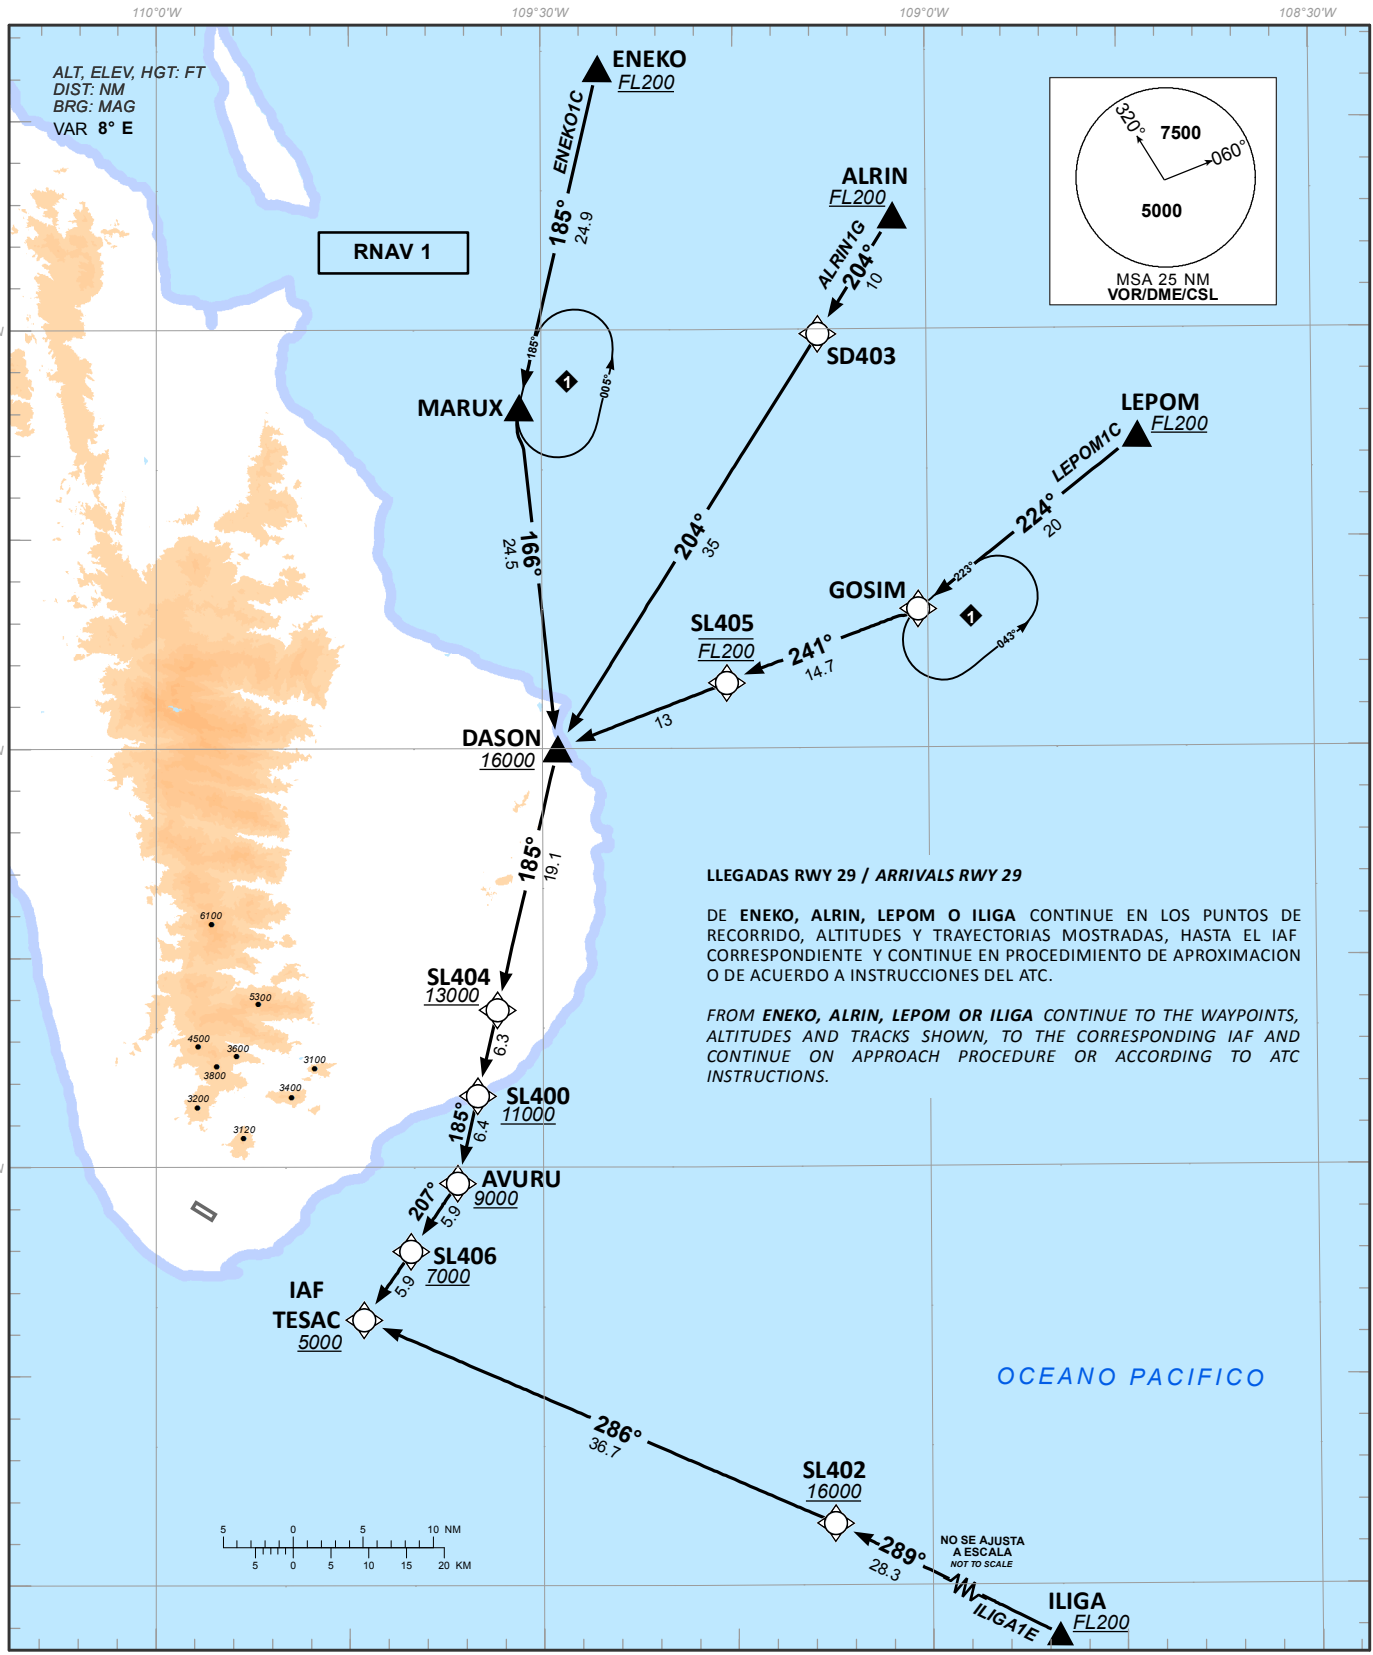 110°0'W
109°30'W
109°0'W
108°30'W
ALT, ELEV, HGT: FT
DIST: NM
BRG: MAG
VAR 8° E
ENEKO
FL200
ENEKO1C
185°
24.9
RNAV 1
ALRIN
FL200
ALRIN1G
204°
10
SD403
320°
7500
060°
5000
MSA 25 NM
VOR/DME/CSL
185°
1
005°
MARUX
LEPOM
FL200
LEPOM1C
224°
20
166°
24.5
204°
35
GOSIM
223°
1
043°
SL405
FL200
241°
14.7
13
DASON
16000
185°
19.1
LLEGADAS RWY 29 / ARRIVALS RWY 29
DE ENEKO, ALRIN, LEPOM O ILIGA CONTINUE EN LOS PUNTOS DE
RECORRIDO, ALTITUDES Y TRAYECTORIAS MOSTRADAS, HASTA EL IAF
CORRESPONDIENTE Y CONTINUE EN PROCEDIMIENTO DE APROXIMACION
O DE ACUERDO A INSTRUCCIONES DEL ATC.
FROM ENEKO, ALRIN, LEPOM OR ILIGA CONTINUE TO THE WAYPOINTS,
ALTITUDES AND TRACKS SHOWN, TO THE CORRESPONDING IAF AND
CONTINUE ON APPROACH PROCEDURE OR ACCORDING TO ATC
INSTRUCTIONS.
6100
5300
4500
3600
3800
3100
3200
3400
3120
SL404
13000
6.3
SL400
11000
185°
6.4
AVURU
9000
207°
5.9
SL406
7000
5.9
IAF
TESAC
5000
OCEANO PACIFICO
286°
36.7
SL402
16000
289°
28.3
NO SE AJUSTA
A ESCALA
NOT TO SCALE
ILIGA1E
ILIGA
FL200
5 0 5 10 NM
5 0 5 10 15 20 KM